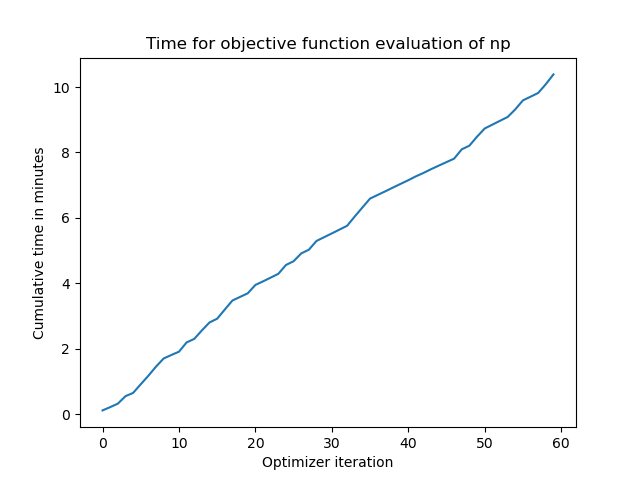 Time for objective function evaluation of np
Cumulative time in minutes
10
8
6
4
2
0
0 10 20 30 40 50 60
Optimizer iteration